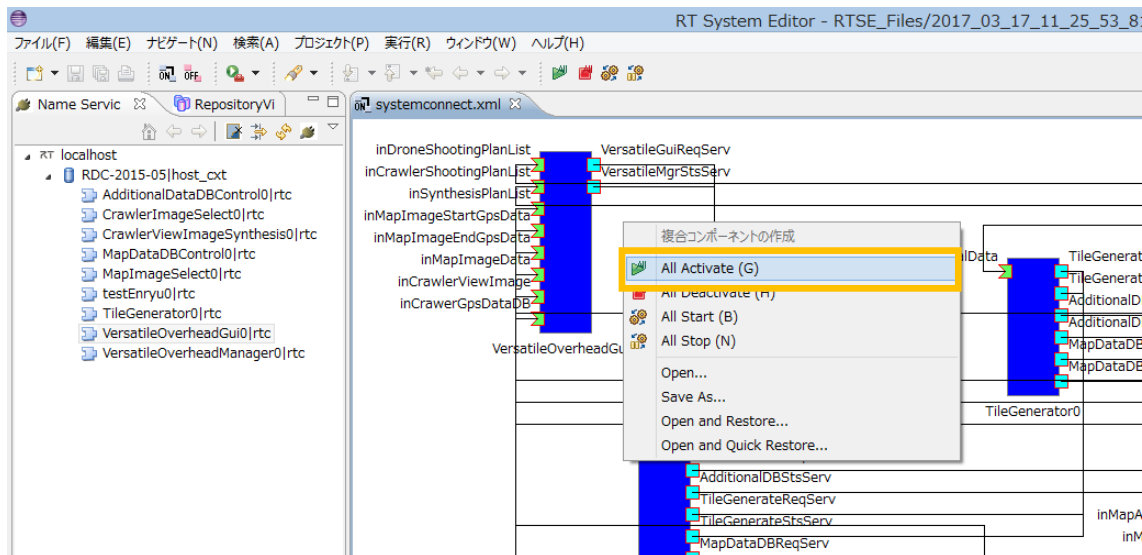 RT System Editor - RTSE_Files/2017_03_17_11_25_53_8
ファイル(F) 編集(E) ナビゲート(N) 検索(A) プロジェクト(P) 実行(R) ウィンドウ(W) ヘルプ(H)
ON OFF
Name Servic RepositoryVi
ON systemconnect.xml
RT localhost
RDC-2015-05|host_cxt
AdditionalDataDBControl0|rtc
CrawlerImageSelect0|rtc
CrawlerViewImageSynthesis0|rtc
MapDataDBControl0|rtc
MapImageSelect0|rtc
testEnryu0|rtc
TileGenerator0|rtc
VersatileOverheadGui0|rtc
VersatileOverheadManager0|rtc
inDroneShootingPlanList
inCrawlerShootingPlanList
inSynthesisPlanList
inMapImageStartGpsData
inMapImageEndGpsData
inMapImageData
inCrawlerViewImage
inCrawerGpsDataDB
VersatileGuiReqServ
VersatileMgrStsServ
VersatileOverheadGu
複合コンポーネントの作成
All Activate (G)
All Deactivate (H)
All Start (B)
All Stop (N)
Open...
Save As...
Open and Restore...
Open and Quick Restore...
lData
TileGenerat
TileGenerat
AdditionalD
AdditionalD
MapDataDB
MapDataDB
TileGenerator0
AdditionalDBStsServ
TileGenerateReqServ
TileGenerateStsServ
MapDataDBReqServ
inMapA
inM